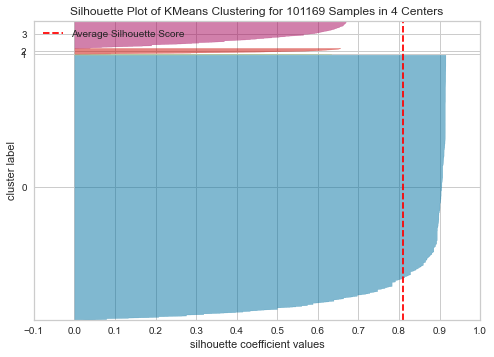 Silhouette Plot of KMeans Clustering for 101169 Samples in 4 Centers
Average Silhouette Score
3
2
1
0
cluster label
−0.1 0.0 0.1 0.2 0.3 0.4 0.5 0.6 0.7 0.8 0.9 1.0
silhouette coefficient values